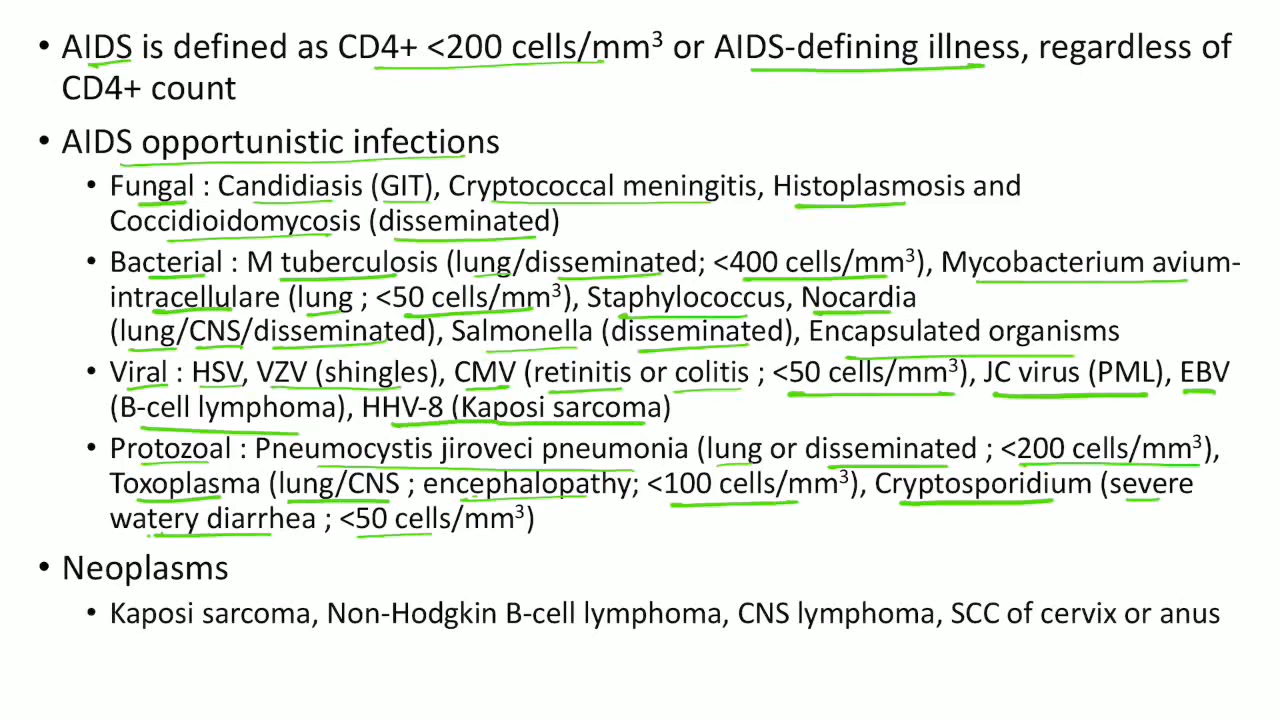 • AIDS is defined as CD4+ <200 cells/mm³ or AIDS-defining illness, regardless of
CD4+ count
• AIDS opportunistic infections
• Fungal : Candidiasis (GIT), Cryptococcal meningitis, Histoplasmosis and
Coccidioidomycosis (disseminated)
• Bacterial : M tuberculosis (lung/disseminated; <400 cells/mm³), Mycobacterium avium-
intracellulare (lung ; <50 cells/mm³), Staphylococcus, Nocardia
(lung/CNS/disseminated), Salmonella (disseminated), Encapsulated organisms
• Viral : HSV, VZV (shingles), CMV (retinitis or colitis ; <50 cells/mm³), JC virus (PML), EBV
(B-cell lymphoma), HHV-8 (Kaposi sarcoma)
• Protozoal : Pneumocystis jiroveci pneumonia (lung or disseminated ; <200 cells/mm³),
Toxoplasma (lung/CNS ; encephalopathy; <100 cells/mm³), Cryptosporidium (severe
watery diarrhea ; <50 cells/mm³)
• Neoplasms
• Kaposi sarcoma, Non-Hodgkin B-cell lymphoma, CNS lymphoma, SCC of cervix or anus